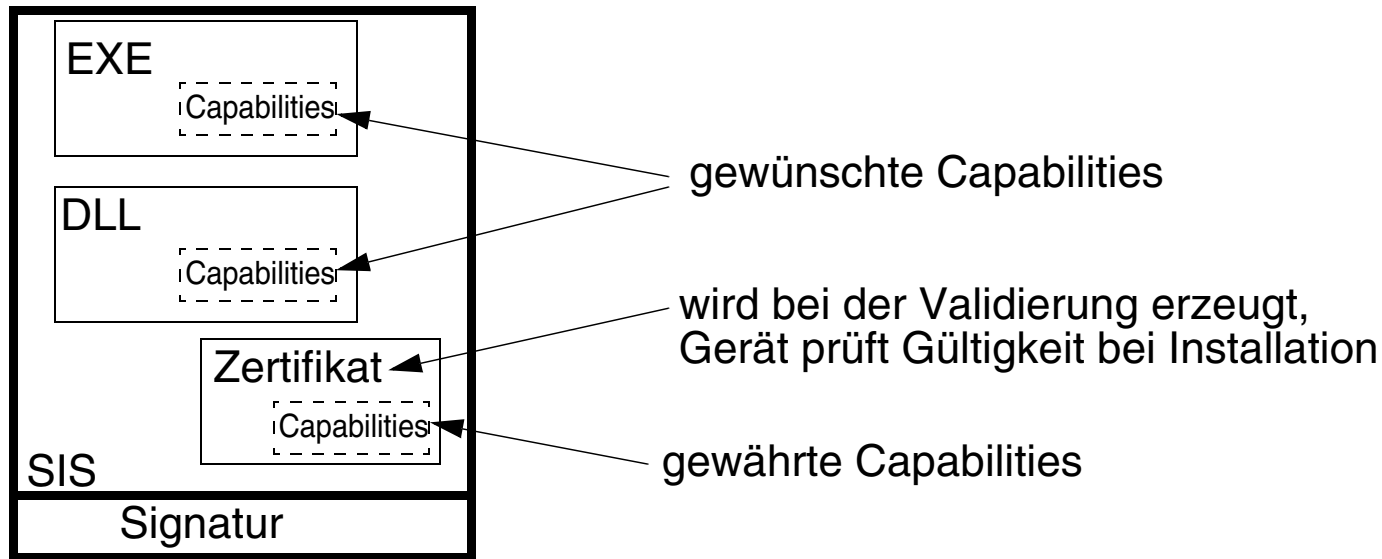 EXE
Capabilities
gewünschte Capabilities
DLL
Capabilities
wird bei der Validierung erzeugt,
Gerät prüft Gültigkeit bei Installation
Zertifikat
Capabilities
gewährte Capabilities
SIS
Signatur